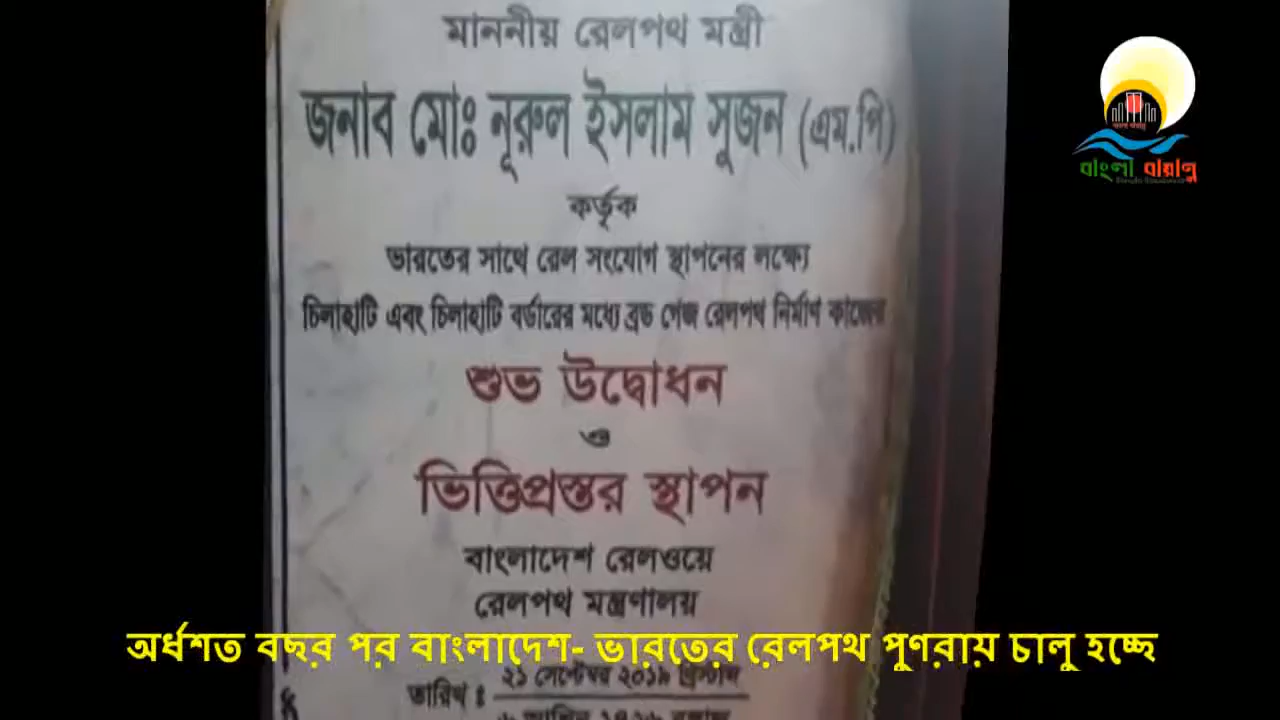 মাননীয় রেলপথ মন্ত্রী
জনাব মোঃ নূরুল ইসলাম সুজন (এম.পি)
কর্তৃক
ভারতের সাথে রেল সংযোগ স্থাপনের লক্ষ্যে
চিলাহাটি এবং চিলাহাটি বর্ডারের মধ্যে ব্রড গেজ রেলপথ নির্মাণ কাজের
শুভ উদ্বোধন
ও
ভিত্তিপ্রস্তর স্থাপন
বাংলাদেশ রেলওয়ে
রেলপথ মন্ত্রণালয়
অর্ধশত বছর পর বাংলাদেশ- ভারতের রেলপথ পুণরায় চালু হচ্ছে
তারিখ : ২১ সেপ্টেম্বর ২০১৯ খ্রিস্টাব্দ
বাংলা বায়ান্ন